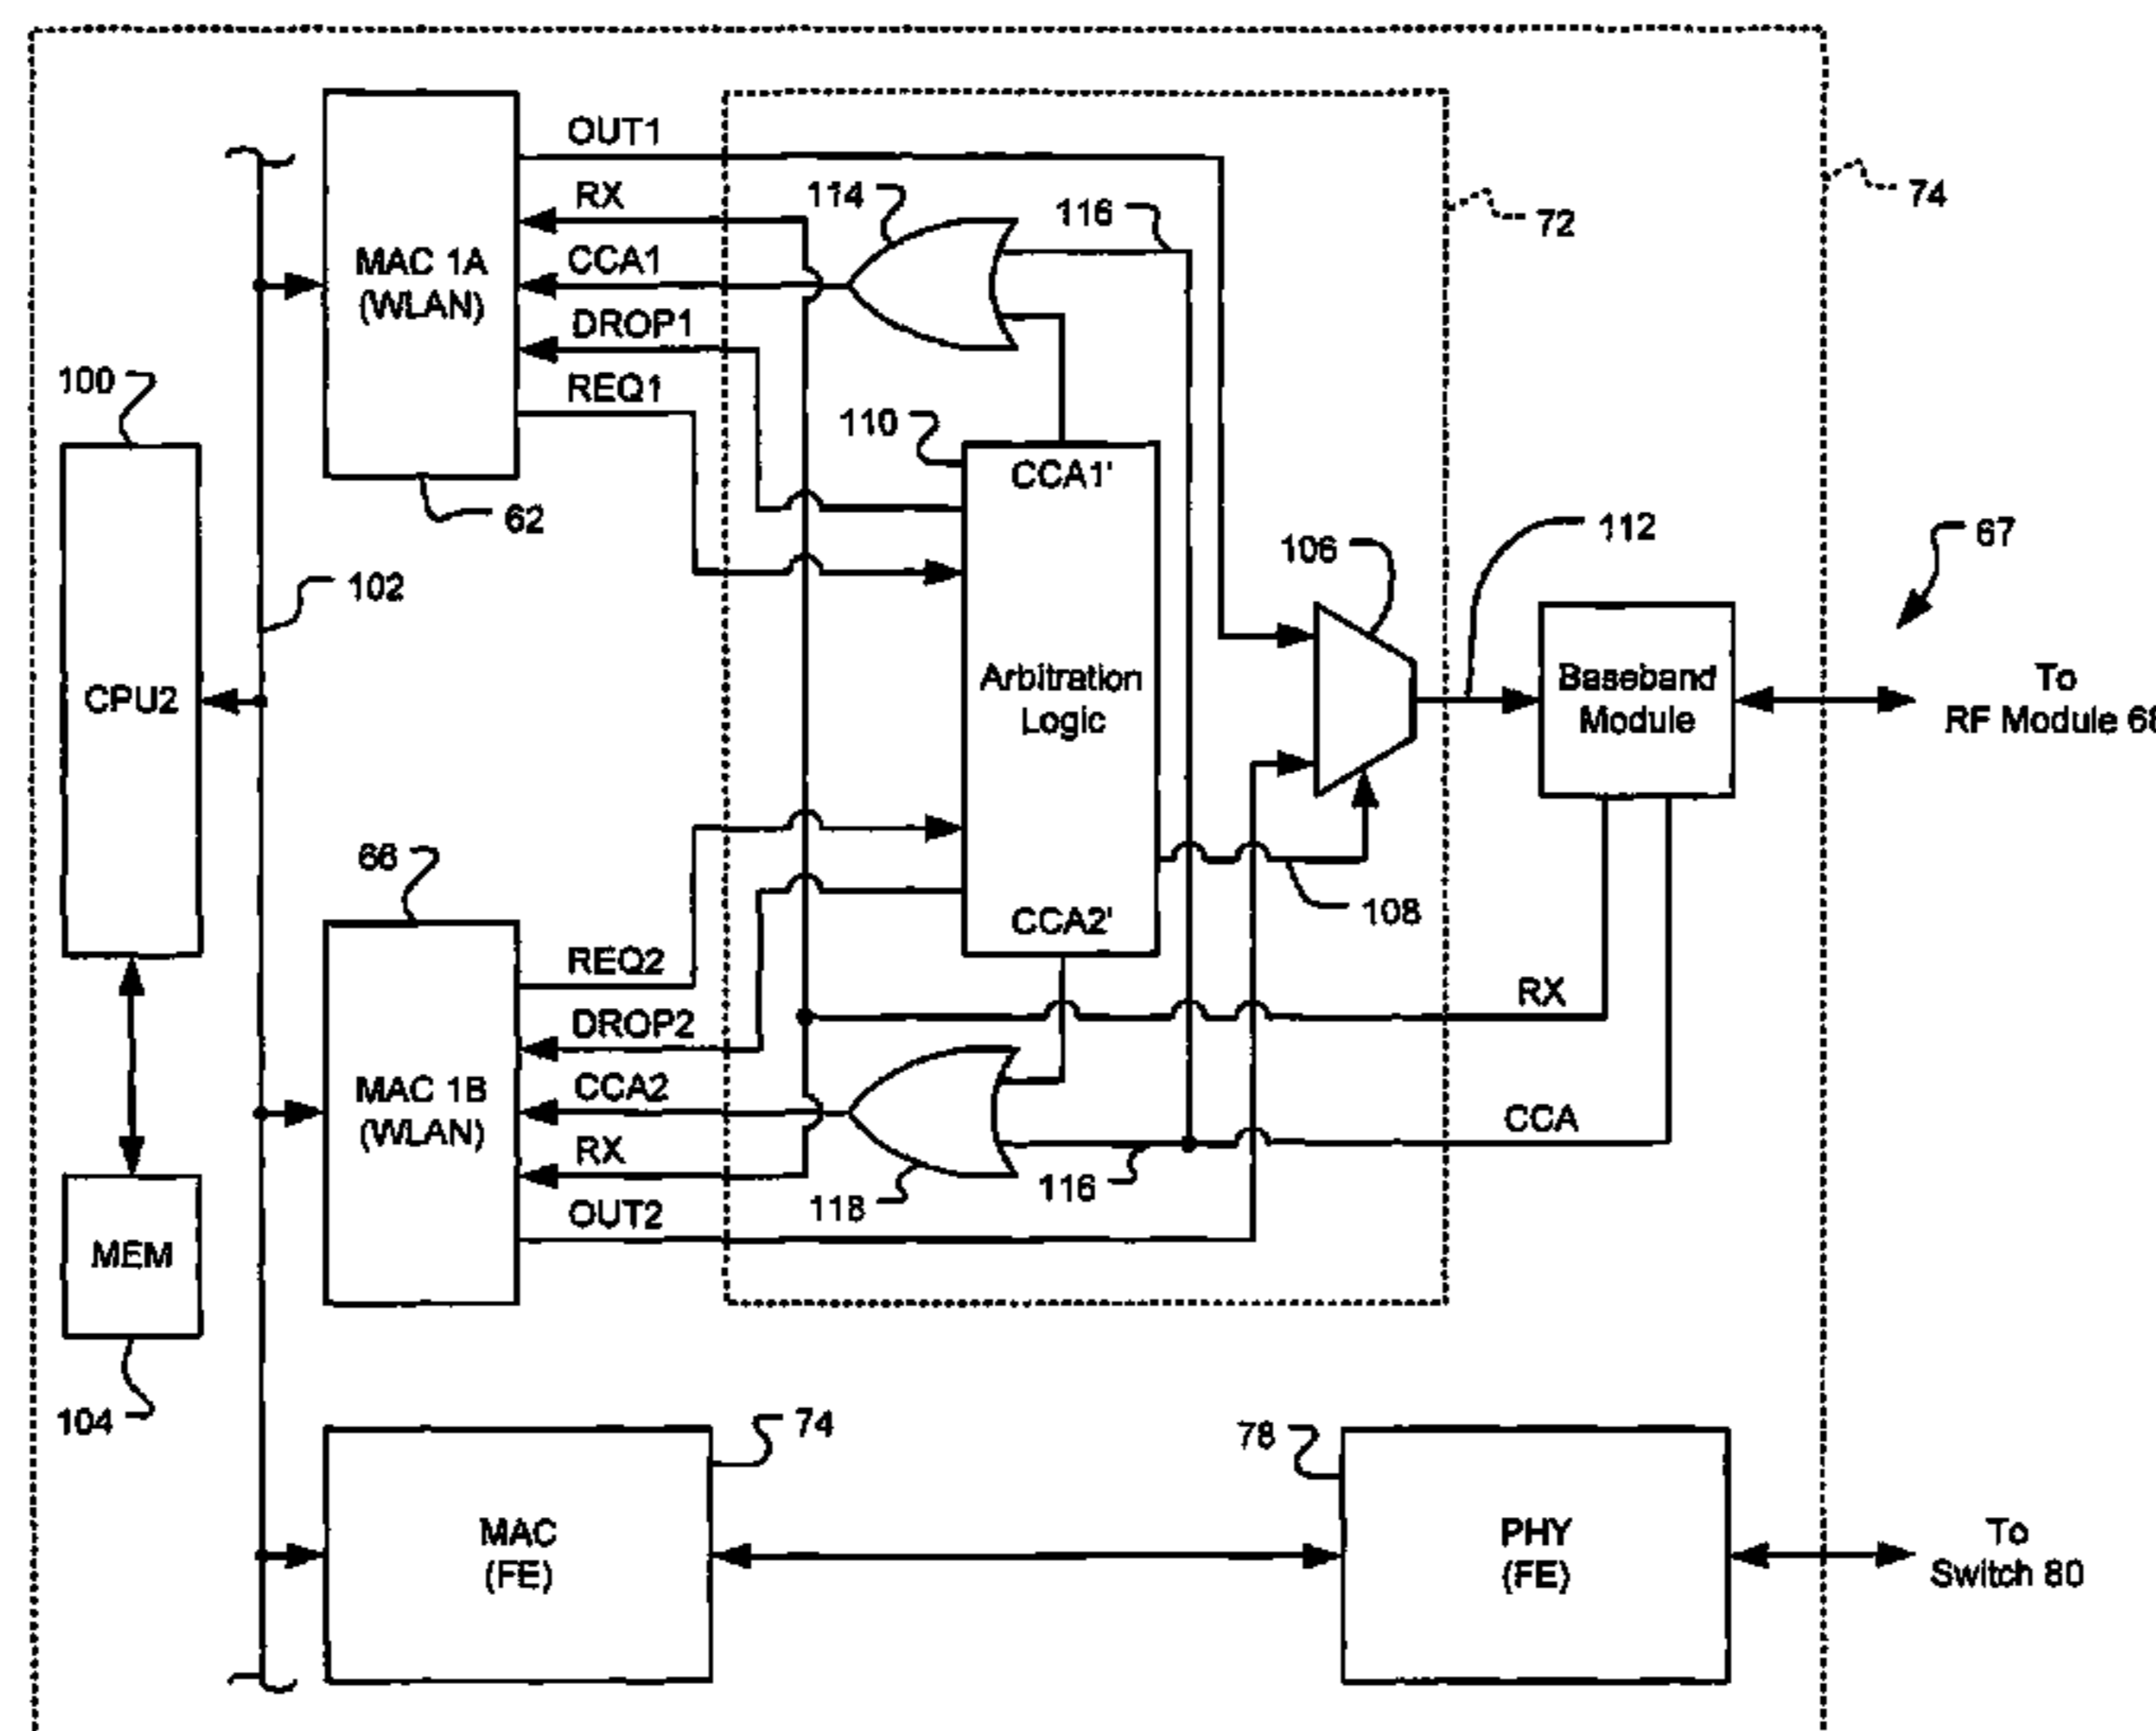 OUT1
RX
114
116
74
72
MAC 1A
(WLAN)
CCA1
DROP1
100
REQ1
110
CCA1'
62
106
112
67
102
CPU2
Arbitration
Logic
Baseband
Module
To
RF Module 68
66
CCA2'
108
REQ2
RX
DROP2
MAC 1B
(WLAN)
CCA2
CCA
RX
118
116
OUT2
MEM
104
74
78
MAC
(FE)
PHY
(FE)
To
Switch 80